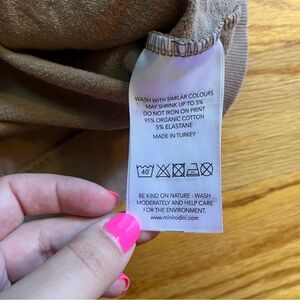 WASH WITH SIMILAR COLOURS
MAY SHRINK UP TO 5%
DO NOT IRON ON PRINT
95% ORGANIC COTTON
5% ELASTANE
MADE IN TURKEY
40
BE KIND ON NATURE - WASH
MODERATELY AND HELP CARE
FOR THE ENVIRONMENT.
www.minirodini.com